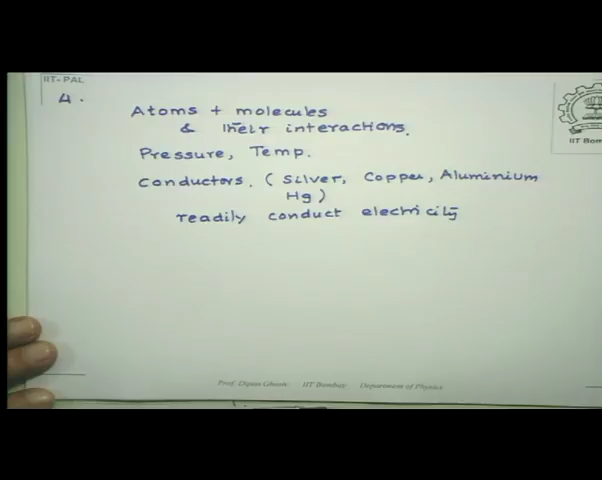 IIT-PAL
4.
Atoms + molecules
& their interactions.
Pressure, Temp.
Conductors. (Silver, Copper, Aluminium
Hg)
readily conduct electricity
IIT Bom
Prof. Dipan Ghosh IIT Bombay Department of Physics